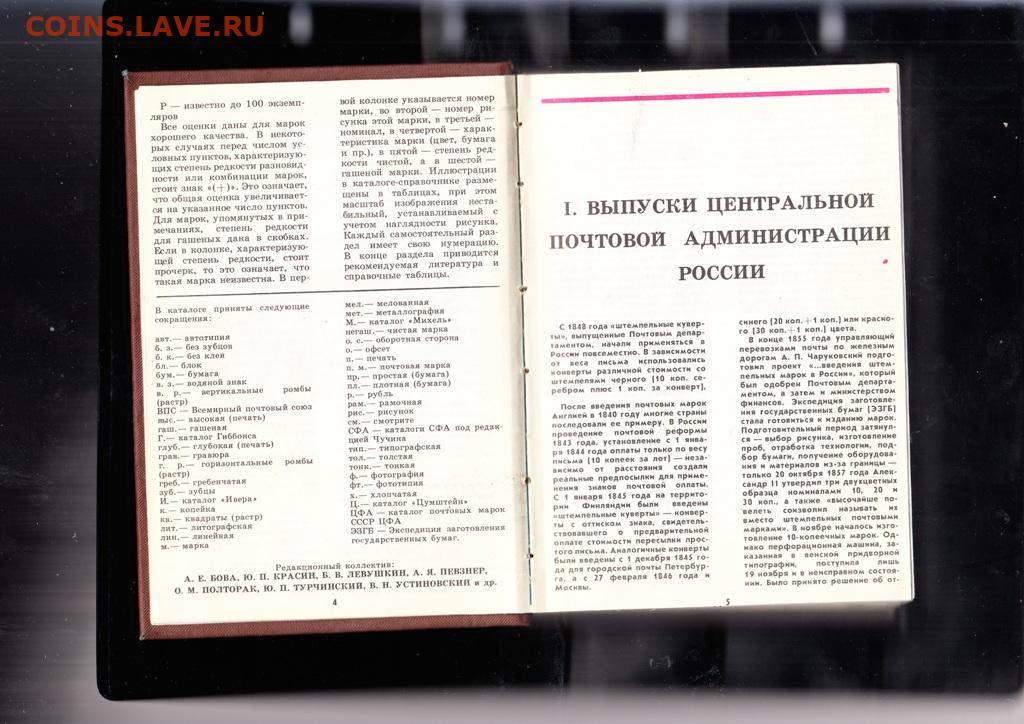 COINS.LAVE.RU
Р — известно до 100 экземп-
ляров
Все оценки даны для марок
хорошего качества. В некото-
рых случаях перед числом ус-
ловных пунктов, характеризую-
щих степень редкости разновид-
ности или комбинации марок,
стоит знак «(+)». Это означает,
что общая оценка увеличивает-
ся на указанное число пунктов.
Для марок, упомянутых в при-
мечаниях, степень редкости
для гашеных дана в скобках.
Если в колонке, характеризую-
щей степень редкости, стоит
прочерк, то это означает, что
такая марка неизвестна. В пер-
вой колонке указывается номер
марки, во второй — номер ри-
сунка этой марки, в третьей —
номинал, в четвертой — харак-
теристика марки (цвет, бумага
и пр.), в пятой — степень ред-
кости чистой, а в шестой —
гашеной марки. Иллюстрации
в каталоге-справочнике разме-
щены в таблицах, при этом
масштаб изображения неста-
бильный, устанавливаемый с
учетом наглядности рисунка.
Каждый самостоятельный раз-
дел имеет свою нумерацию.
В конце раздела приводится
рекомендуемая литература и
справочные таблицы.
В каталоге приняты следующие
сокращения:
авт.— автотипия
б. з.— без зубцов
б. к.— без клея
бл.— блок
бум.— бумага
в. з.— водяной знак
в. р.— вертикальные ромбы
(растр)
ВПС — Всемирный почтовый союз
выс.— высокая (печать)
гаш.— гашеная
Г.— каталог Гиббонса
глуб.— глубокая (печать)
грав.— гравюра
г. р.— горизонтальные ромбы
(растр)
греб.— гребенчатая
зуб.— зубцы
И.— каталог «Ивера»
к.— копейка
кв.— квадраты (растр)
лит.— литографская
лин.— линейная
м.— марка
мел.— мелованная
мет.— металлография
М.— каталог «Михель»
негаш.— чистая марка
о. с.— оборотная сторона
о.— офсет
п.— печать
п. м.— почтовая марка
пр.— простая (бумага)
пл.— плотная (бумага)
р.— рубль
рам.— рамочная
рис.— рисунок
см.— смотрите
СФА — каталоги СФА под редак-
цией Чучина
тип.— типографская
тол.— толстая
тонк.— тонкая
ф.— фотография
фт.— фототипия
х.— хлопчатая
Ц.— каталог «Цумштейн»
ЦФА — каталог почтовых марок
СССР ЦФА
ЭЗГБ — Экспедиция заготовления
государственных бумаг.
Редакционный коллектив:
А. Е. БОВА, Ю. П. КРАСИН, Б. В. ЛЕВУШКИН, А. Я. ПЕВЗНЕР,
О. М. ПОЛТОРАК, Ю. П. ТУРЧИНСКИЙ, В. Н. УСТИНОВСКИЙ и др.
4
I. ВЫПУСКИ ЦЕНТРАЛЬНОЙ
ПОЧТОВОЙ АДМИНИСТРАЦИИ
РОССИИ
С 1848 года «штемпельные кувер-
ты», выпущенные Почтовым депар-
таментом, начали применяться в
России повсеместно. В зависимости
от веса письма использовались
конверты различной стоимости со
штемпелями черного [10 коп. се-
ребром плюс 1 коп. за конверт],
После введения почтовых марок
Англией в 1840 году многие страны
последовали ее примеру. В России
проведение почтовой реформы
1843 года, установление с 1 янва-
ря 1844 года оплаты только по весу
письма [10 копеек за лот] — неза-
висимо от расстояния создали
реальные предпосылки для приме-
нения знаков почтовой оплаты.
С 1 января 1845 года на террито-
рии Финляндии были введены
«штемпельные куверты» — конвер-
ты с оттиском знака, свидетель-
ствовавшего о предварительной
оплате стоимости пересылки прос-
того письма. Аналогичные конверты
были введены с 1 декабря 1845 го-
да для городской почты Петербур-
га, а с 27 февраля 1846 года и
Москвы.
синего [20 коп.+1 коп.] или красно-
го [30 коп.+1 коп.] цвета.
В конце 1855 года управляющий
перевозками почты по железным
дорогам А. П. Чаруковский подго-
товил проект «...введения штем-
пельных марок в России», который
был одобрен Почтовым департа-
ментом, а затем и министерством
финансов. Экспедиция заготовле-
ния государственных бумаг [ЭЗГБ]
стала готовиться к изданию марок.
Подготовительный период затянул-
ся — выбор рисунка, изготовление
проб, отработка технологии, под-
бор бумаги, получение оборудова-
ния и материалов из-за границы —
только 20 октября 1857 года Алек-
сандр II утвердил три двухцветных
образца номиналами 10, 20 и
30 коп., а также «высочайше по-
велеть соизволил называть их
вместо штемпельных почтовыми
марками». В ноябре началось изго-
товление 10-копеечных марок. Од-
нако перфорационная машина, за-
казанная в венской придворной
типографии, поступила лишь
19 ноября и в неисправном состоя-
нии. Было принято решение об от-
5